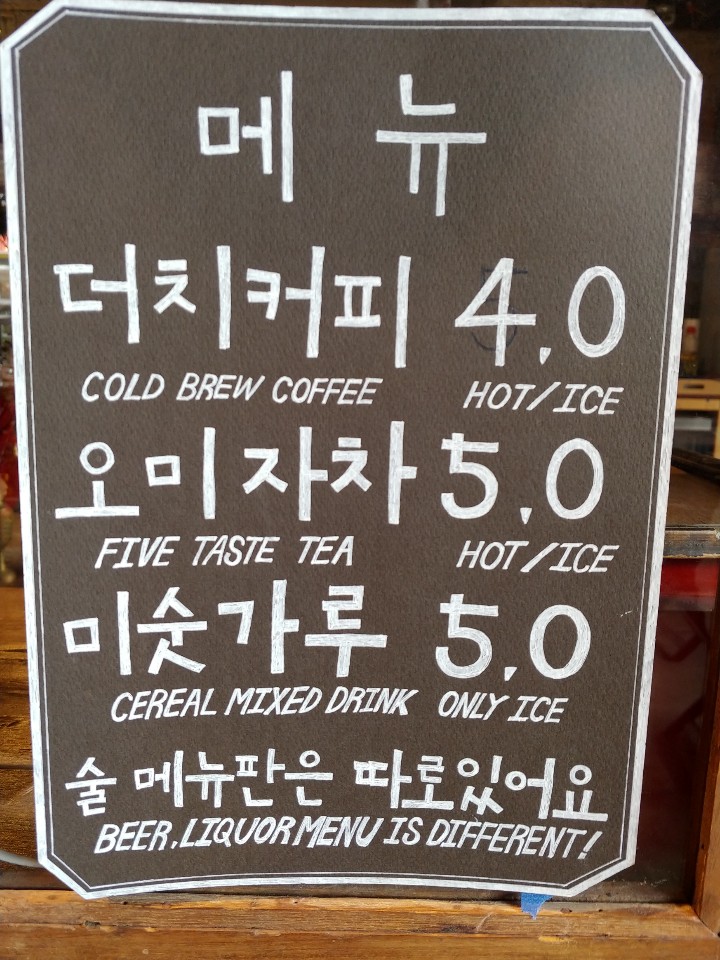 메뉴
더치커피 4,0
COLD BREW COFFEE HOT/ICE
오미자차 5,0
FIVE TASTE TEA HOT/ICE
미숫가루 5,0
CEREAL MIXED DRINK ONLY ICE
술 메뉴판은 따로있어요
BEER, LIQUOR MENU IS DIFFERENT!